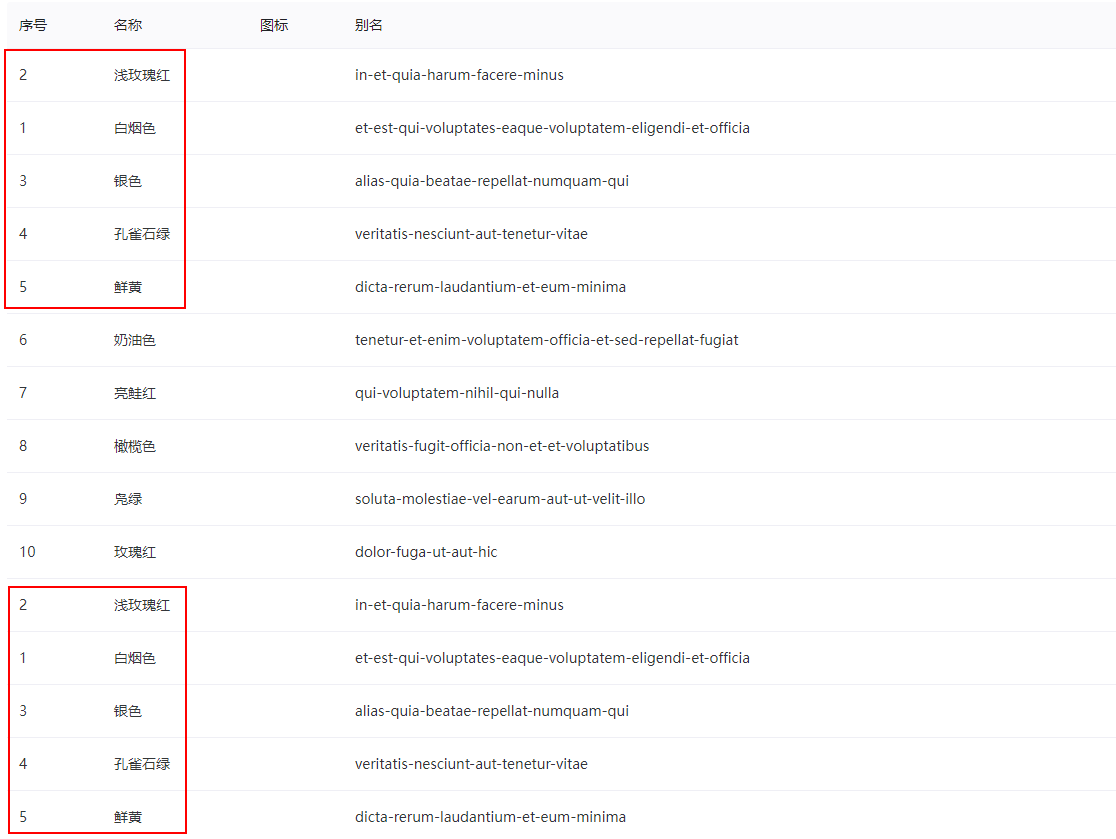 序号 名称 图标 别名
2 浅玫瑰红 in-et-quia-harum-facere-minus
1 白烟色 et-est-qui-voluptates-eaque-voluptatem-eligendi-et-officia
3 银色 alias-quia-beatae-repellat-numquam-qui
4 孔雀石绿 veritatis-nesciunt-aut-tenetur-vitae
5 鲜黄 dicta-rerum-laudantium-et-eum-minima
6 奶油色 tenetur-et-enim-voluptatem-officia-et-sed-repellat-fugiat
7 亮鲑红 qui-voluptatem-nihil-qui-nulla
8 橄榄色 veritatis-fugit-officia-non-et-et-voluptatibus
9 凫绿 soluta-molestiae-vel-earum-aut-ut-velit-illo
10 玫瑰红 dolor-fuga-ut-aut-hic
2 浅玫瑰红 in-et-quia-harum-facere-minus
1 白烟色 et-est-qui-voluptates-eaque-voluptatem-eligendi-et-officia
3 银色 alias-quia-beatae-repellat-numquam-qui
4 孔雀石绿 veritatis-nesciunt-aut-tenetur-vitae
5 鲜黄 dicta-rerum-laudantium-et-eum-minima